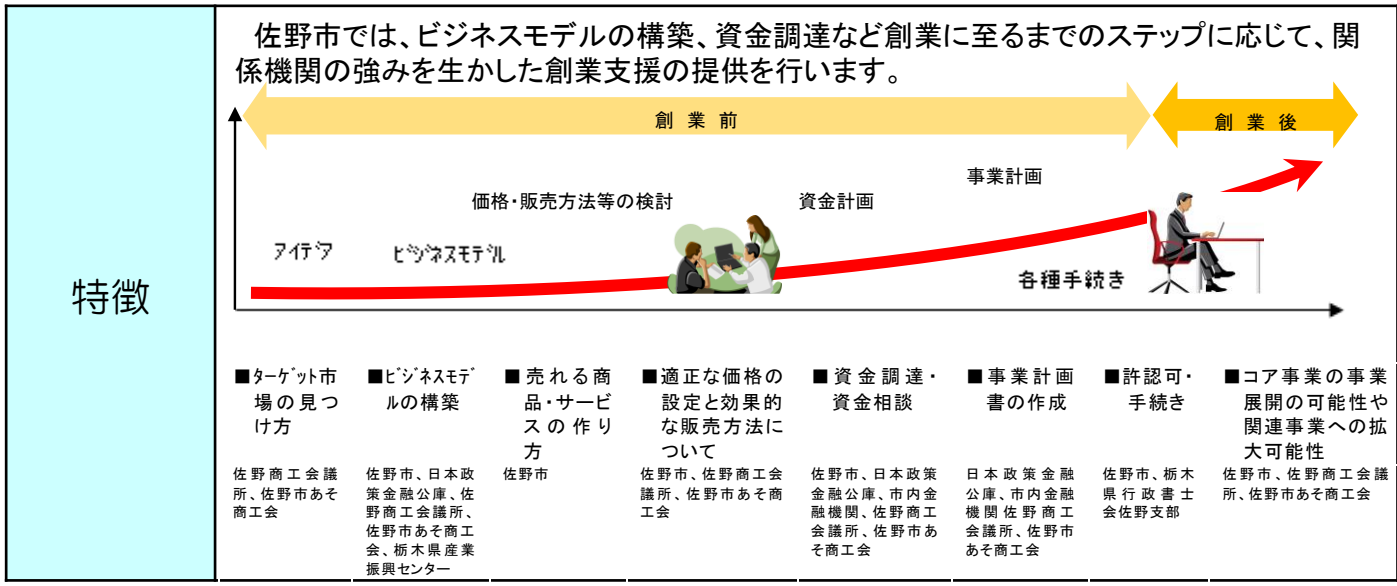 特徴
佐野市では、ビジネスモデルの構築、資金調達など創業に至るまでのステップに応じて、関
係機関の強みを生かした創業支援の提供を行います。
創業前
創業後
事業計画
価格・販売方法等の検討
資金計画
アイデア
ビジネスモデル
各種手続き
■ターゲット市
場の見つ
け方
佐野商工会議
所、佐野市あそ
商工会
■ビジネスモデ
ルの構築
佐野市、日本政
策金融公庫、佐
野商工会議所、
佐野市あそ商工
会、栃木県産業
振興センター
■売れる商
品・サービ
スの作り
方
佐野市
■適正な価格の
設定と効果的
な販売方法に
ついて
佐野市、佐野商工会
議所、佐野市あそ商
工会
■資金調達・
資金相談
佐野市、日本政策
金融公庫、市内金
融機関、佐野商工
会議所、佐野市あ
そ商工会
■事業計画
書の作成
日本政策金融
公庫、市内金融
機関佐野商工
会議所、佐野市
あそ商工会
■許認可・
手続き
佐野市、栃木
県行政書士
会佐野支部
■コア事業の事業
展開の可能性や
関連事業への拡
大可能性
佐野市、佐野商工会議
所、佐野市あそ商工会